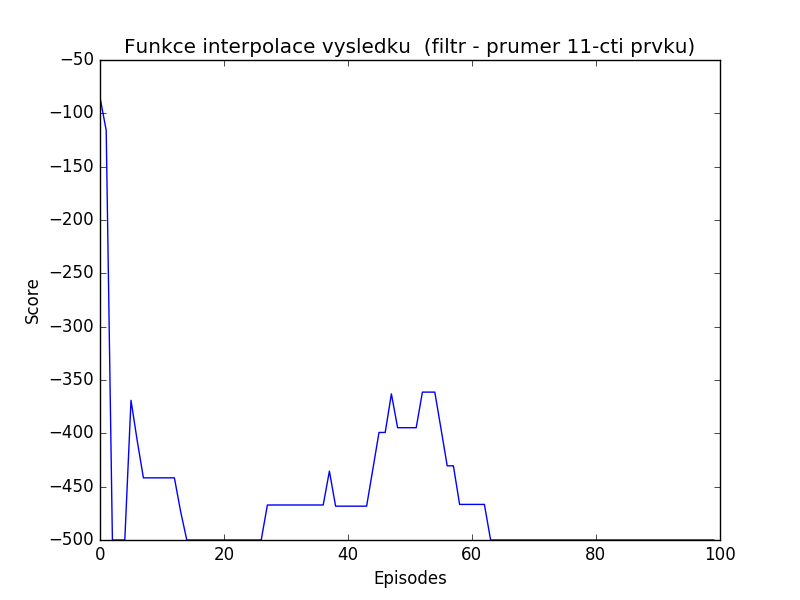 Funkce interpolace vysledku  (filtr - prumer 11-cti prvku)
−50
−100
−150
−200
−250
−300
−350
−400
−450
−500
Score
0 20 40 60 80 100
Episodes